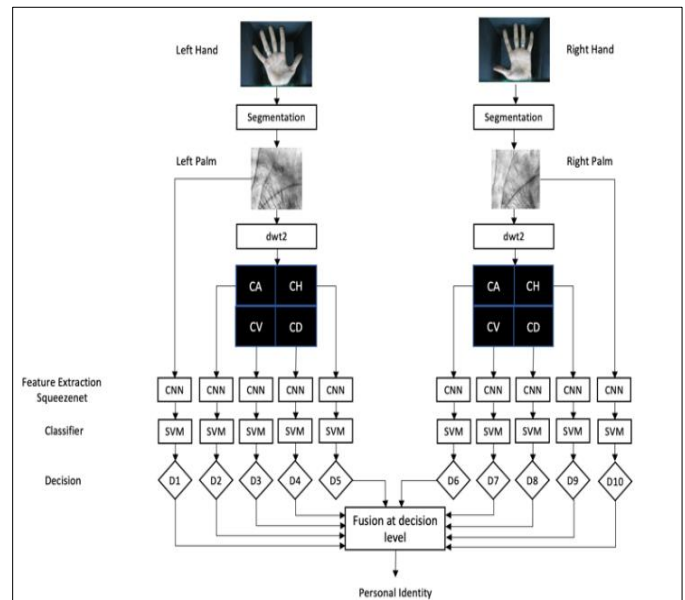 Left Hand
Right Hand
Segmentation
Segmentation
Left Palm
Right Palm
dwt2
dwt2
CA CH
CA CH
CV CD
CV CD
Feature Extraction
Squeezenet
CNN CNN CNN CNN CNN CNN CNN CNN CNN CNN
Classifier
SVM SVM SVM SVM SVM SVM SVM SVM SVM SVM
Decision
D1 D2 D3 D4 D5 D6 D7 D8 D9 D10
Fusion at decision
level
Personal Identity